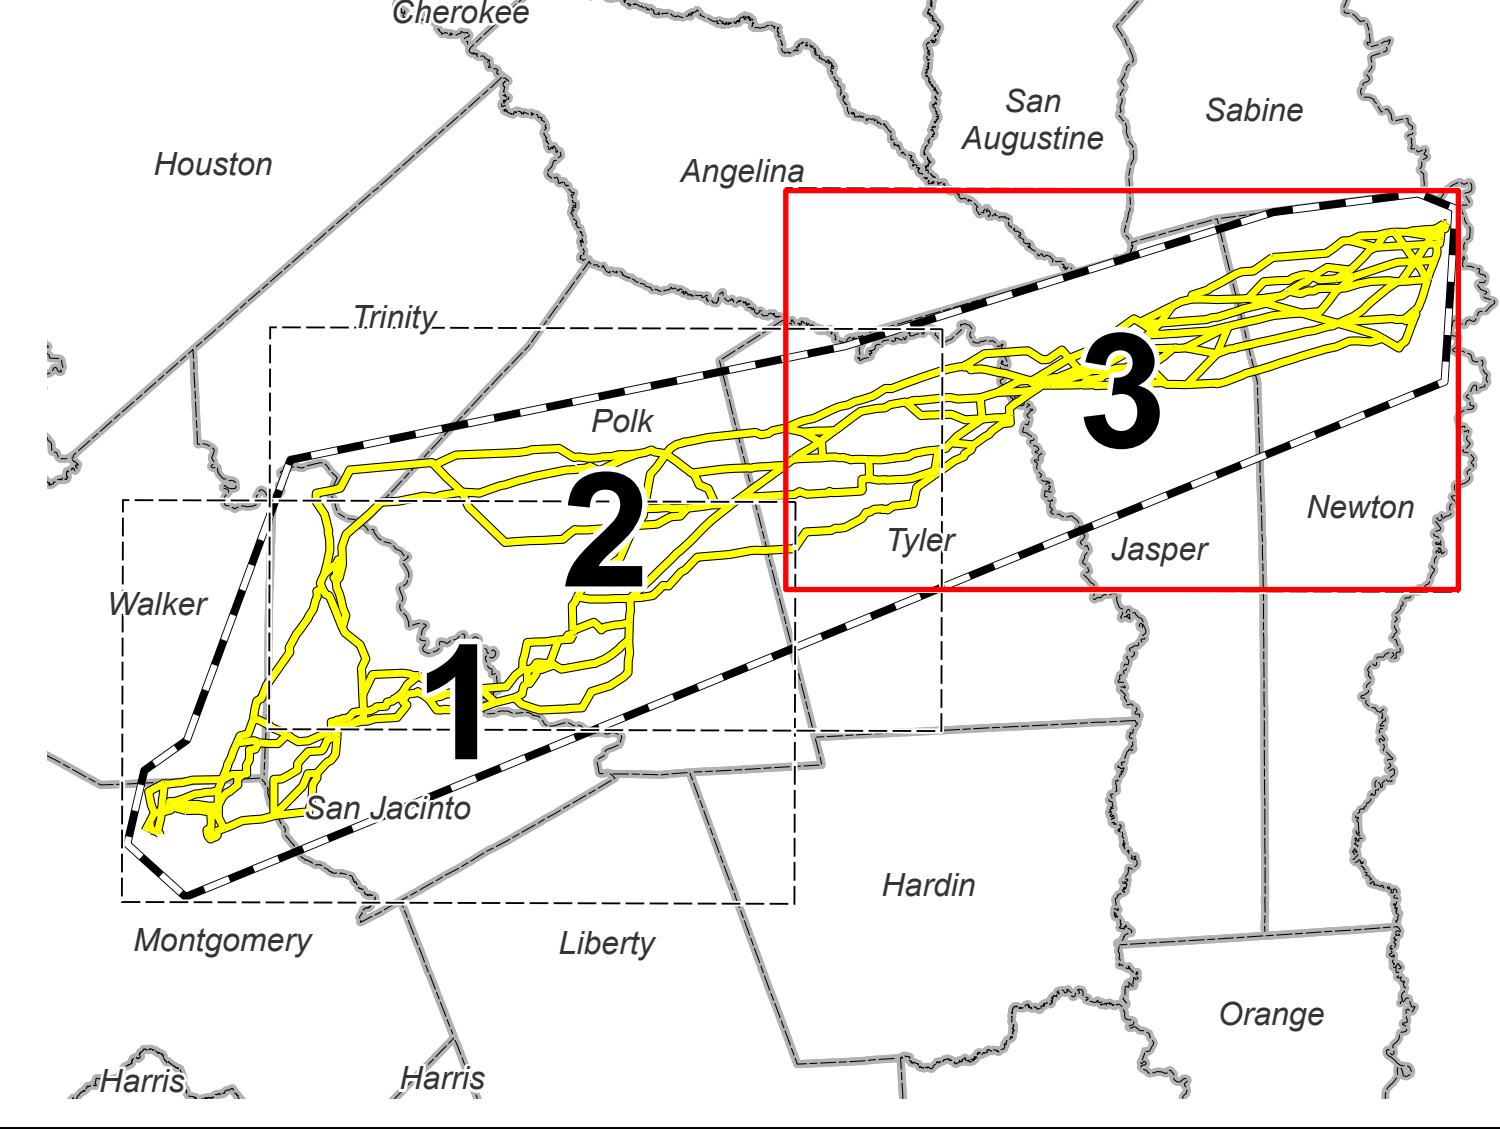 Cherokee
San
Augustine
Sabine
Houston
Angelina
Trinity
Polk
3
2
Newton
Tyler
Jasper
Walker
1
San Jacinto
Hardin
Montgomery
Liberty
Orange
Harris
Harris